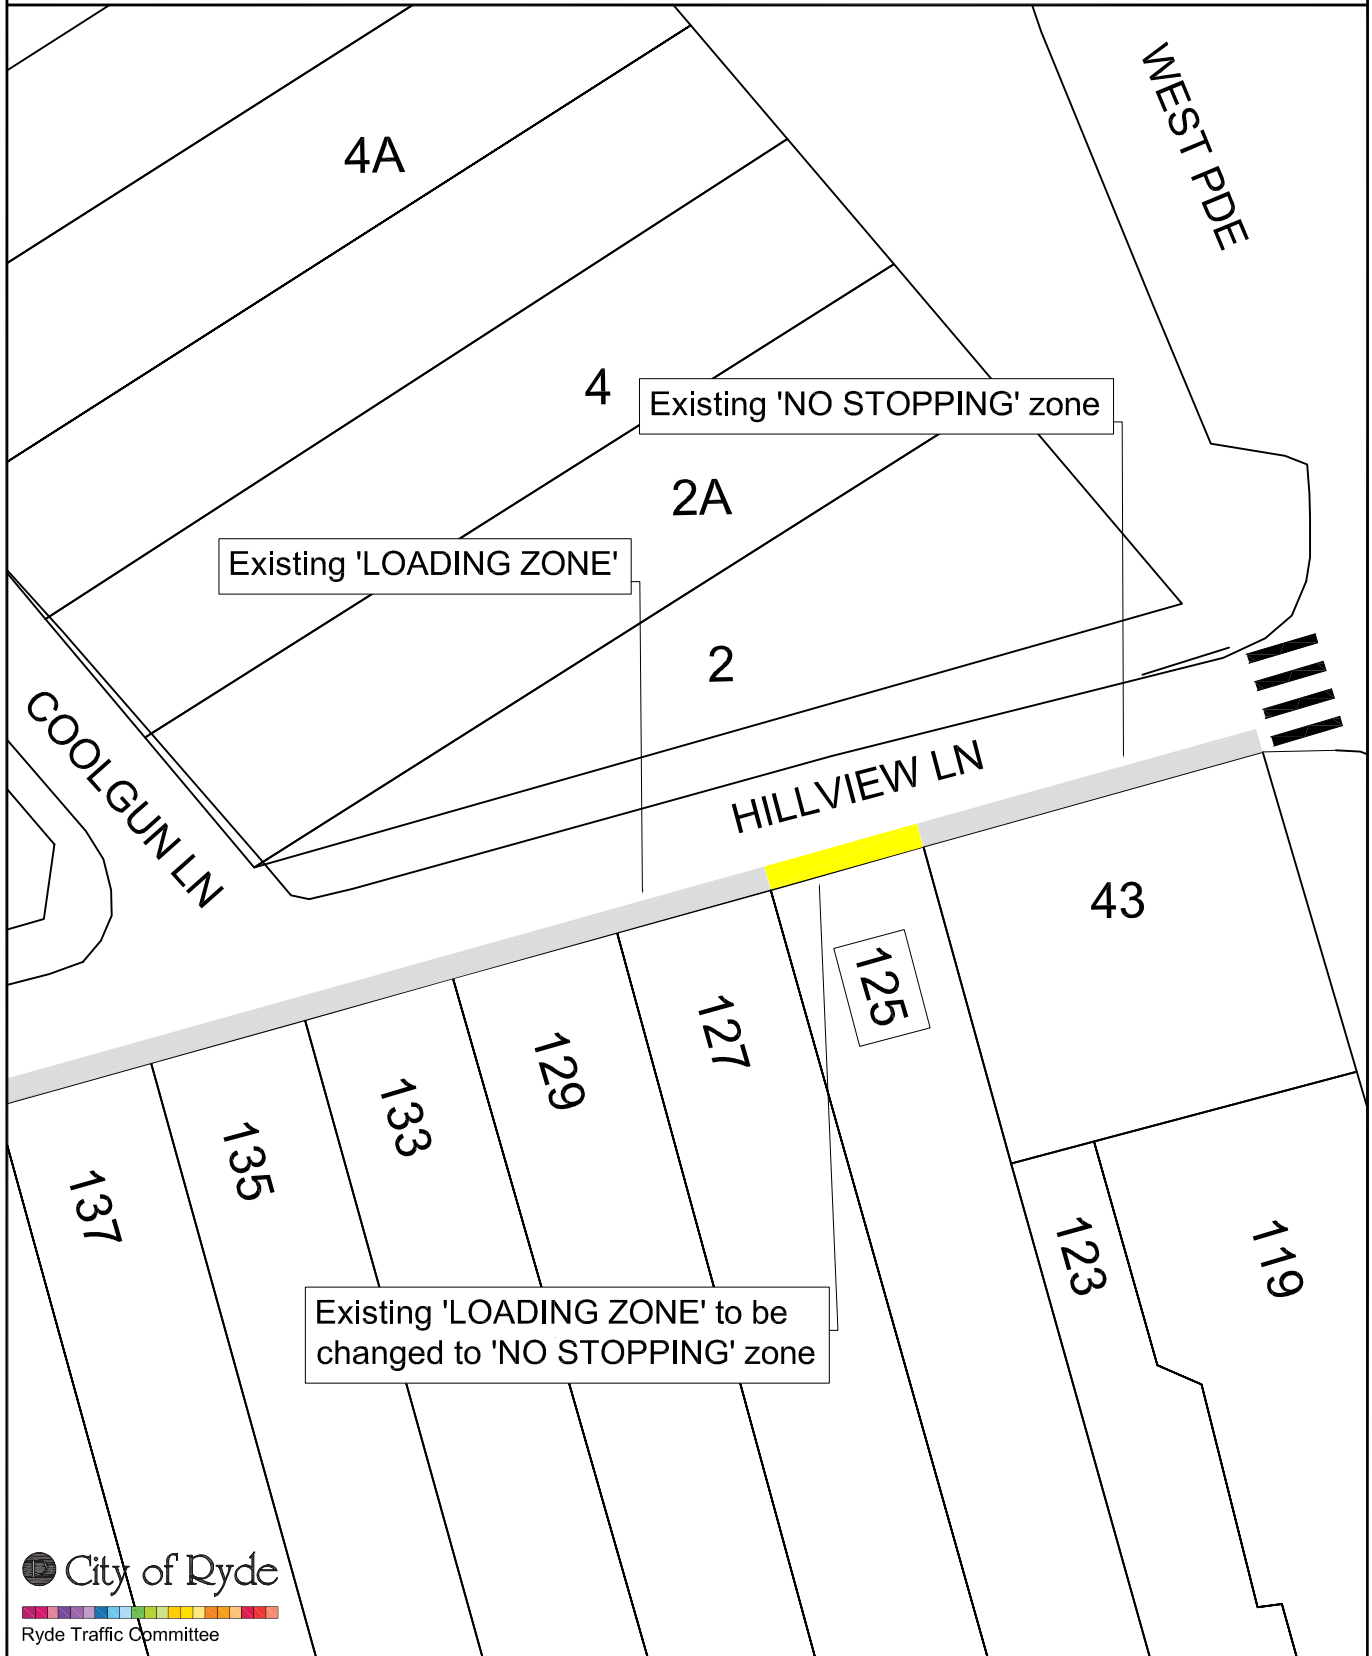 WEST PDE
4A
4
Existing 'NO STOPPING' zone
2A
Existing 'LOADING ZONE'
2
COOLGUN LN
HILLVIEW LN
43
125
127
129
133
135
137
123
119
Existing 'LOADING ZONE' to be
changed to 'NO STOPPING' zone
City of Ryde
Ryde Traffic Committee